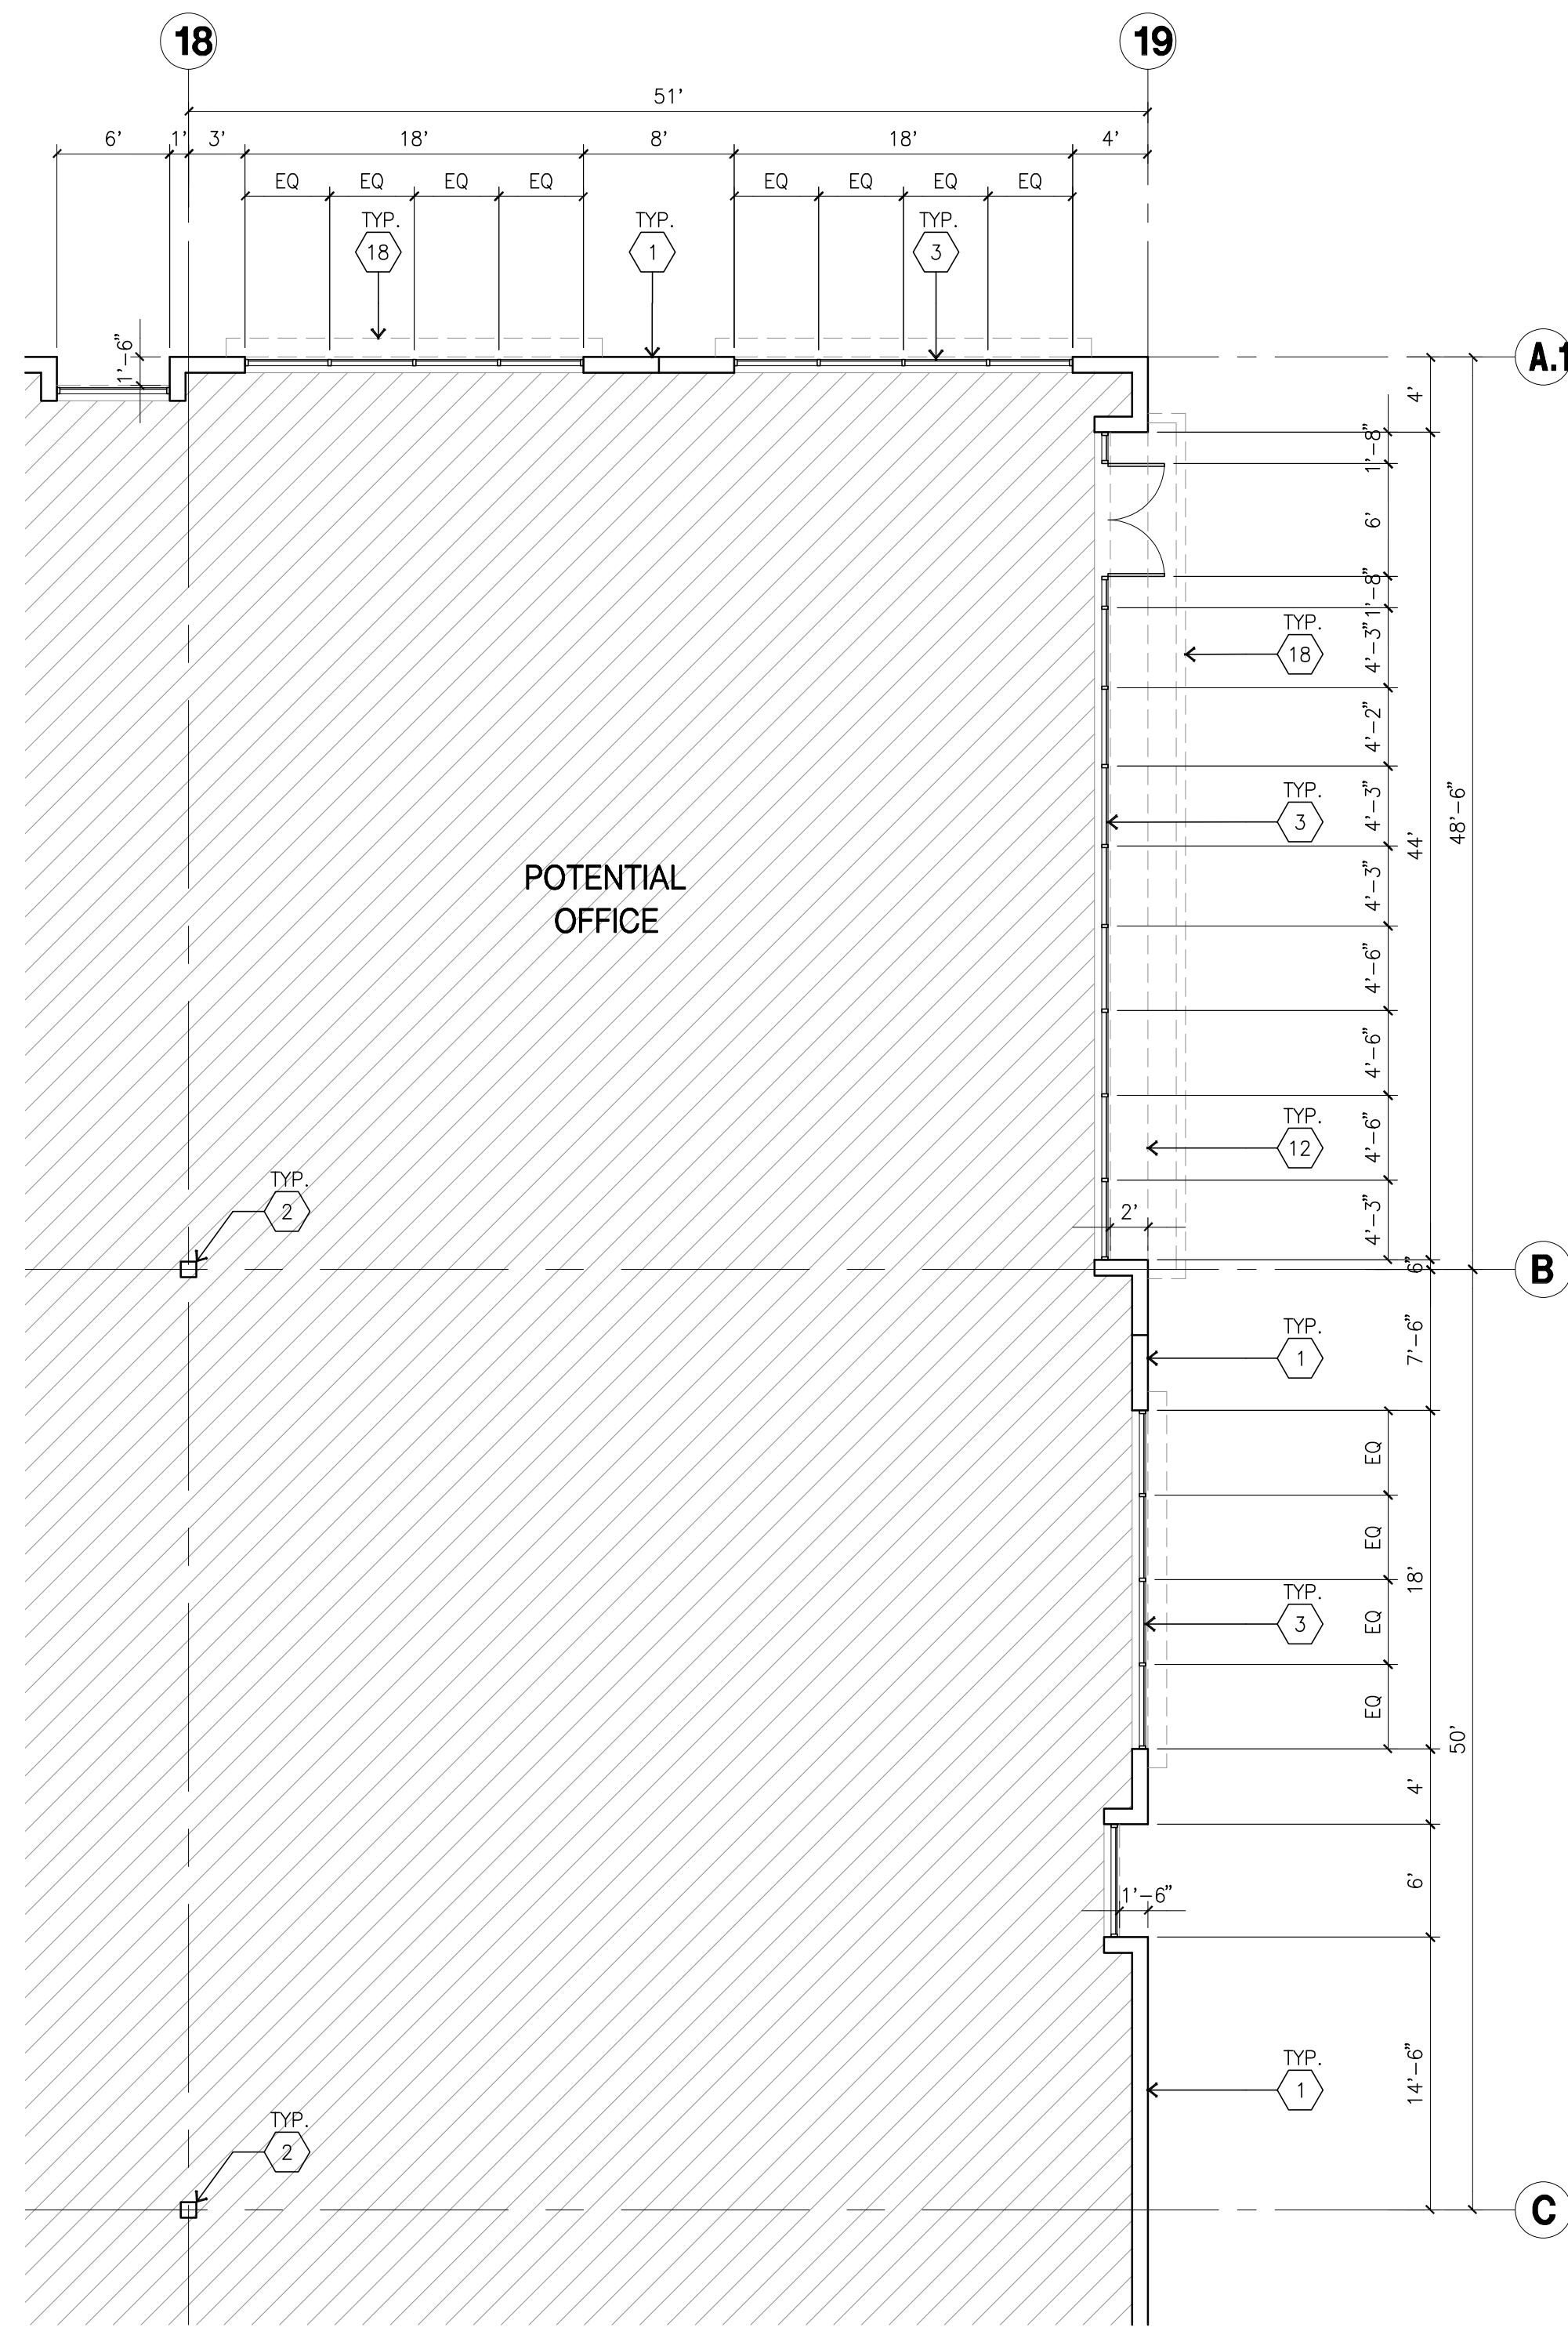 18
19
51'
6'
1'
3'
18'
8'
18'
4'
EQ
EQ
EQ
EQ
EQ
EQ
EQ
EQ
TYP.
18
TYP.
1
TYP.
3
1'-6"
A.1
4'
1'-8"
6'
1'-8"
TYP.
18
4'-3"
4'-2"
TYP.
3
4'-3"
44'
48'-6"
POTENTIAL
OFFICE
4'-3"
4'-6"
4'-6"
TYP.
12
4'-6"
TYP.
2
2'
4'-3"
6"
B
TYP.
1
7'-6"
EQ
EQ
18'
TYP.
3
EQ
EQ
50'
4'
6'
1'-6"
TYP.
1
14'-6"
TYP.
2
C